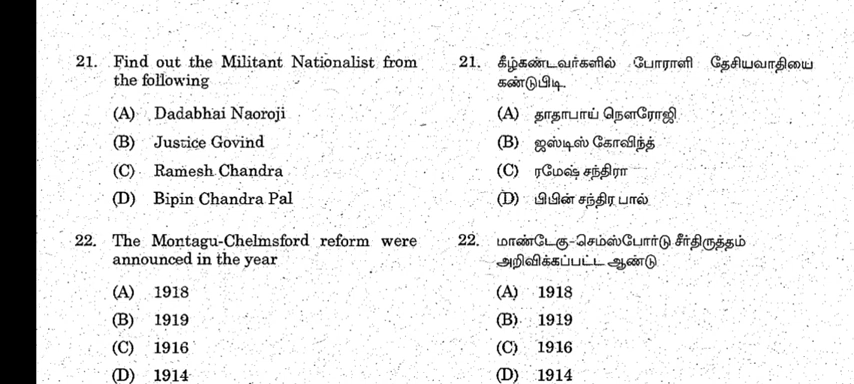 21. Find out the Militant Nationalist from
the following
(A) Dadabhai Naoroji
(B) Justice Govind
(C) Ramesh Chandra
(D) Bipin Chandra Pal
22. The Montagu-Chelmsford reform were
announced in the year
(A) 1918
(B) 1919
(C) 1916
(D) 1914
21. கீழ்கண்டவர்களில் போராளி தேசியவாதியை
கண்டுபிடி.
(A) தாதாபாய் நௌரோஜி
(B) ஜஸ்டிஸ் கோவிந்த்
(C) ரமேஷ் சந்திரா
(D) பிபின் சந்திர பால்
22. மாண்டேகு-செம்ஸ்போர்டு சீர்திருத்தம்
அறிவிக்கப்பட்ட ஆண்டு
(A) 1918
(B) 1919
(C) 1916
(D) 1914